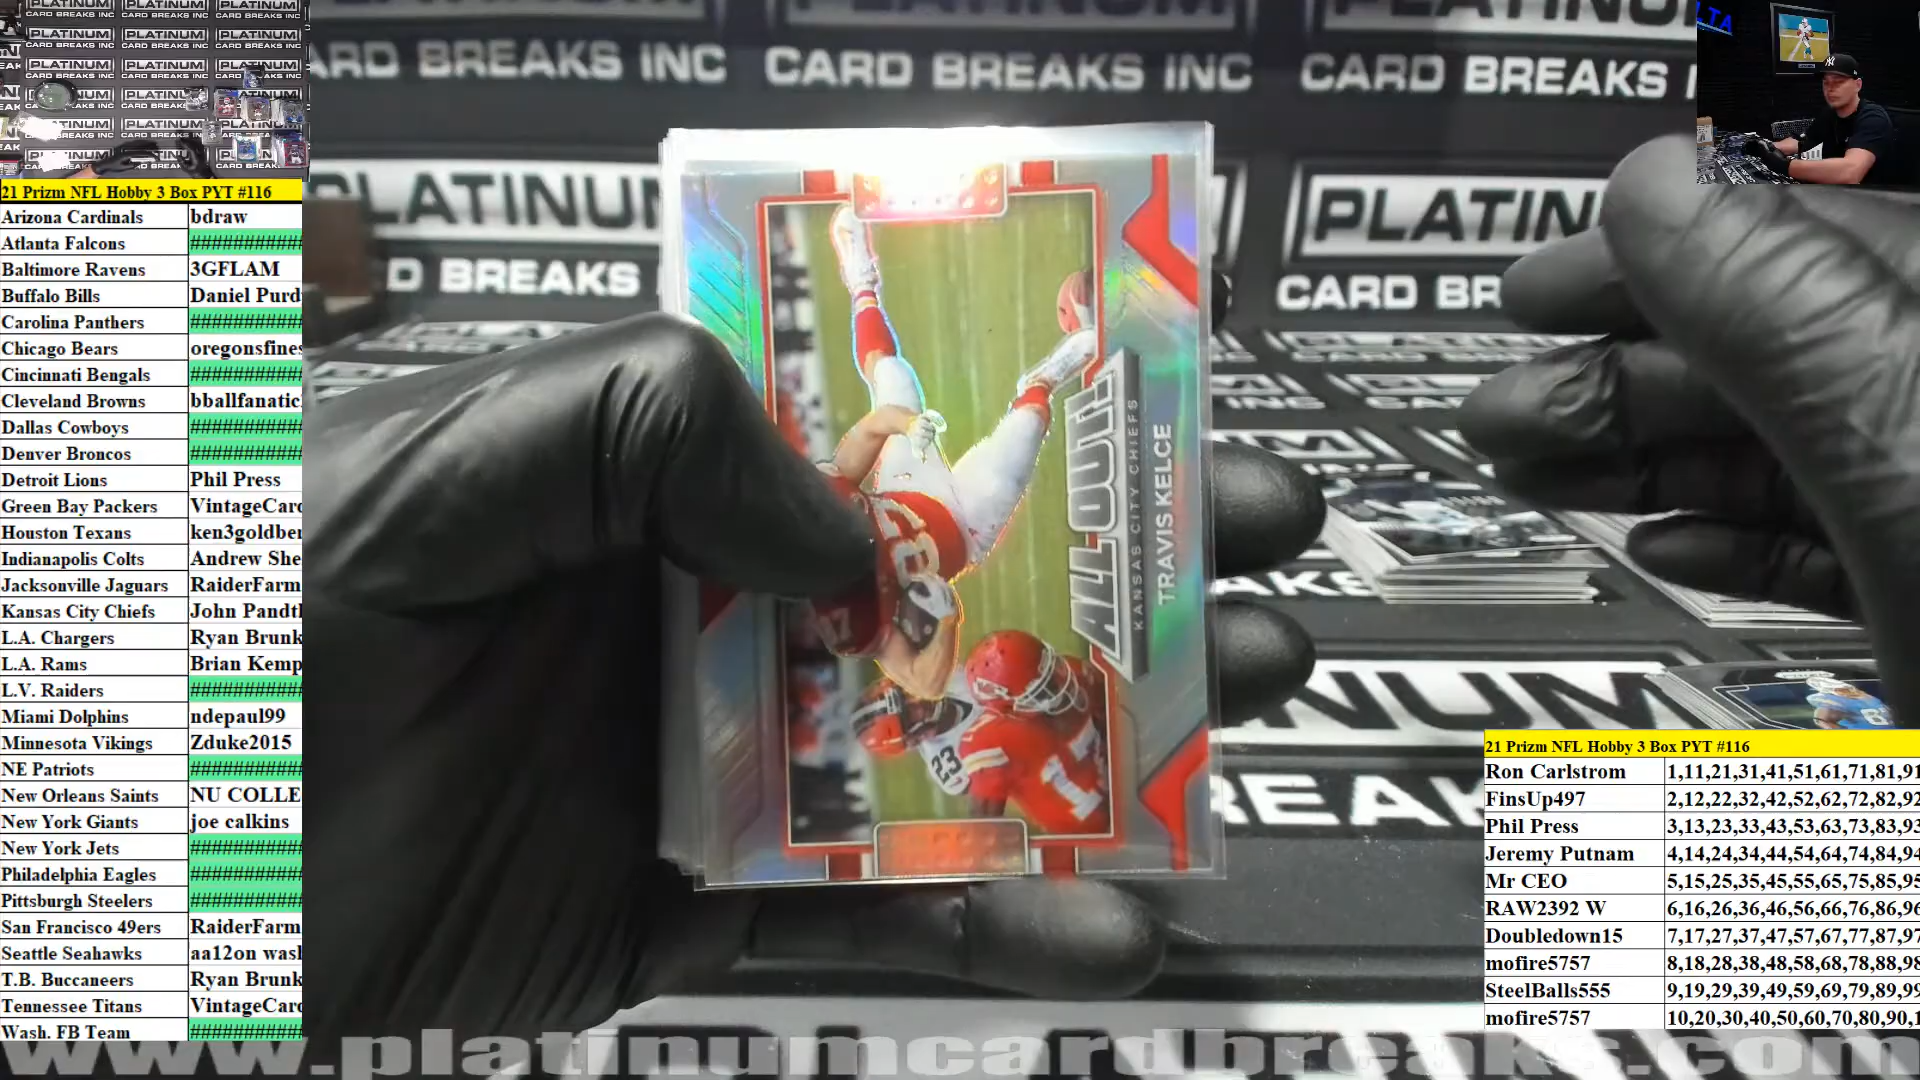 PLATINUM
CARD BREAKS INC
CARD BREAKS INC
CARD BREAKS INC
PLATINUM
CARD BREAKS
21 Prizm NFL Hobby 3 Box PYT #116
Arizona Cardinals bdraw
Atlanta Falcons ###########
Baltimore Ravens 3GFLAM
Buffalo Bills Daniel Purd
Carolina Panthers ###########
Chicago Bears oregonsfines
Cincinnati Bengals ###########
Cleveland Browns bballfanatic
Dallas Cowboys ###########
Denver Broncos ###########
Detroit Lions Phil Press
Green Bay Packers VintageCard
Houston Texans ken3goldber
Indianapolis Colts Andrew She
Jacksonville Jaguars RaiderFarm
Kansas City Chiefs John Pandtl
L.A. Chargers Ryan Brunk
L.A. Rams Brian Kemp
L.V. Raiders ###########
Miami Dolphins ndepaul99
Minnesota Vikings Zduke2015
NE Patriots ###########
New Orleans Saints NU COLLE
New York Giants joe calkins
New York Jets ###########
Philadelphia Eagles ###########
Pittsburgh Steelers ###########
San Francisco 49ers RaiderFarm
Seattle Seahawks aa12on wash
T.B. Buccaneers Ryan Brunk
Tennessee Titans VintageCard
Wash. FB Team ###########
ALL OUT!
KANSAS CITY CHIEFS
TRAVIS KELCE
87
23
17
21 Prizm NFL Hobby 3 Box PYT #116
Ron Carlstrom 1,11,21,31,41,51,61,71,81,91
FinsUp497 2,12,22,32,42,52,62,72,82,92
Phil Press 3,13,23,33,43,53,63,73,83,93
Jeremy Putnam 4,14,24,34,44,54,64,74,84,94
Mr CEO 5,15,25,35,45,55,65,75,85,95
RAW2392 W 6,16,26,36,46,56,66,76,86,96
Doubledown15 7,17,27,37,47,57,67,77,87,97
mofire5757 8,18,28,38,48,58,68,78,88,98
SteelBalls555 9,19,29,39,49,59,69,79,89,99
mofire5757 10,20,30,40,50,60,70,80,90,1
www.platinumcardbreaks.com